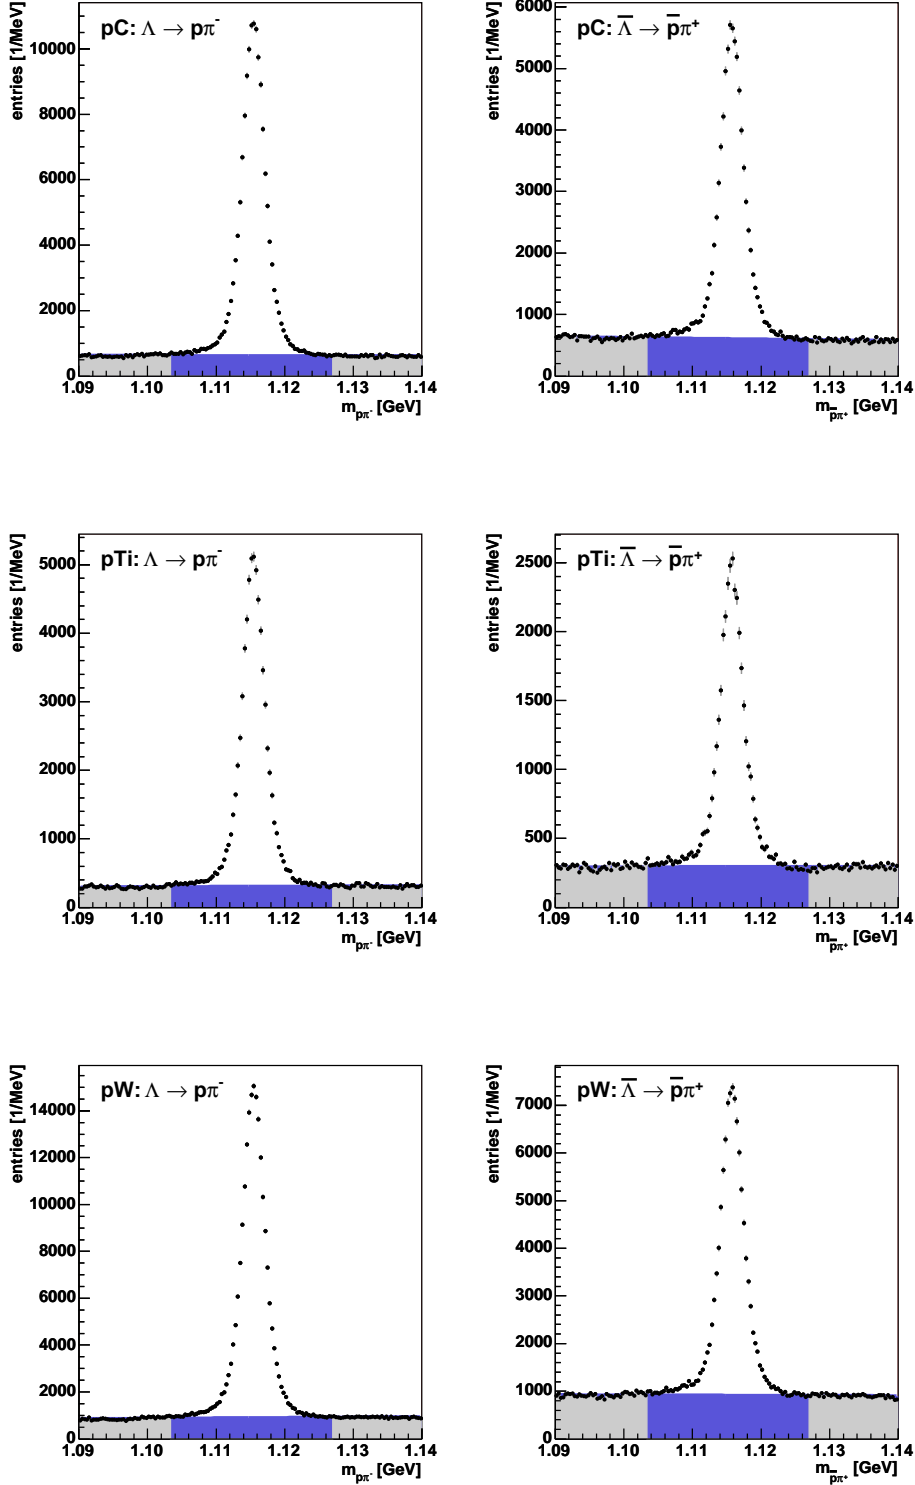 pC: Λ → pπ⁻
entries [1/MeV]
10000
8000
6000
4000
2000
0
1.09 1.10 1.11 1.12 1.13 1.14
m_pπ⁻ [GeV]
pC: Λ̅ → p̅π⁺
entries [1/MeV]
6000
5000
4000
3000
2000
1000
0
1.09 1.10 1.11 1.12 1.13 1.14
m_p̅π⁺ [GeV]
pTi: Λ → pπ⁻
entries [1/MeV]
5000
4000
3000
2000
1000
0
1.09 1.10 1.11 1.12 1.13 1.14
m_pπ⁻ [GeV]
pTi: Λ̅ → p̅π⁺
entries [1/MeV]
2500
2000
1500
1000
500
0
1.09 1.10 1.11 1.12 1.13 1.14
m_p̅π⁺ [GeV]
pW: Λ → pπ⁻
entries [1/MeV]
14000
12000
10000
8000
6000
4000
2000
0
1.09 1.10 1.11 1.12 1.13 1.14
m_pπ⁻ [GeV]
pW: Λ̅ → p̅π⁺
entries [1/MeV]
7000
6000
5000
4000
3000
2000
1000
0
1.09 1.10 1.11 1.12 1.13 1.14
m_p̅π⁺ [GeV]